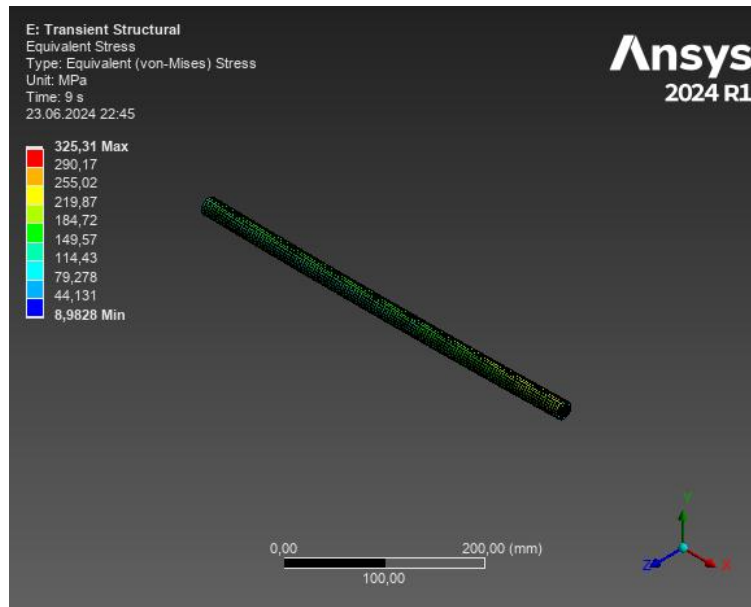 E: Transient Structural
Equivalent Stress
Type: Equivalent (von-Mises) Stress
Unit: MPa
Time: 9 s
23.06.2024 22:45
325,31 Max
290,17
255,02
219,87
184,72
149,57
114,43
79,278
44,131
8,9828 Min
Ansys
2024 R1
0,00
200,00 (mm)
100,00
Y
Z
X